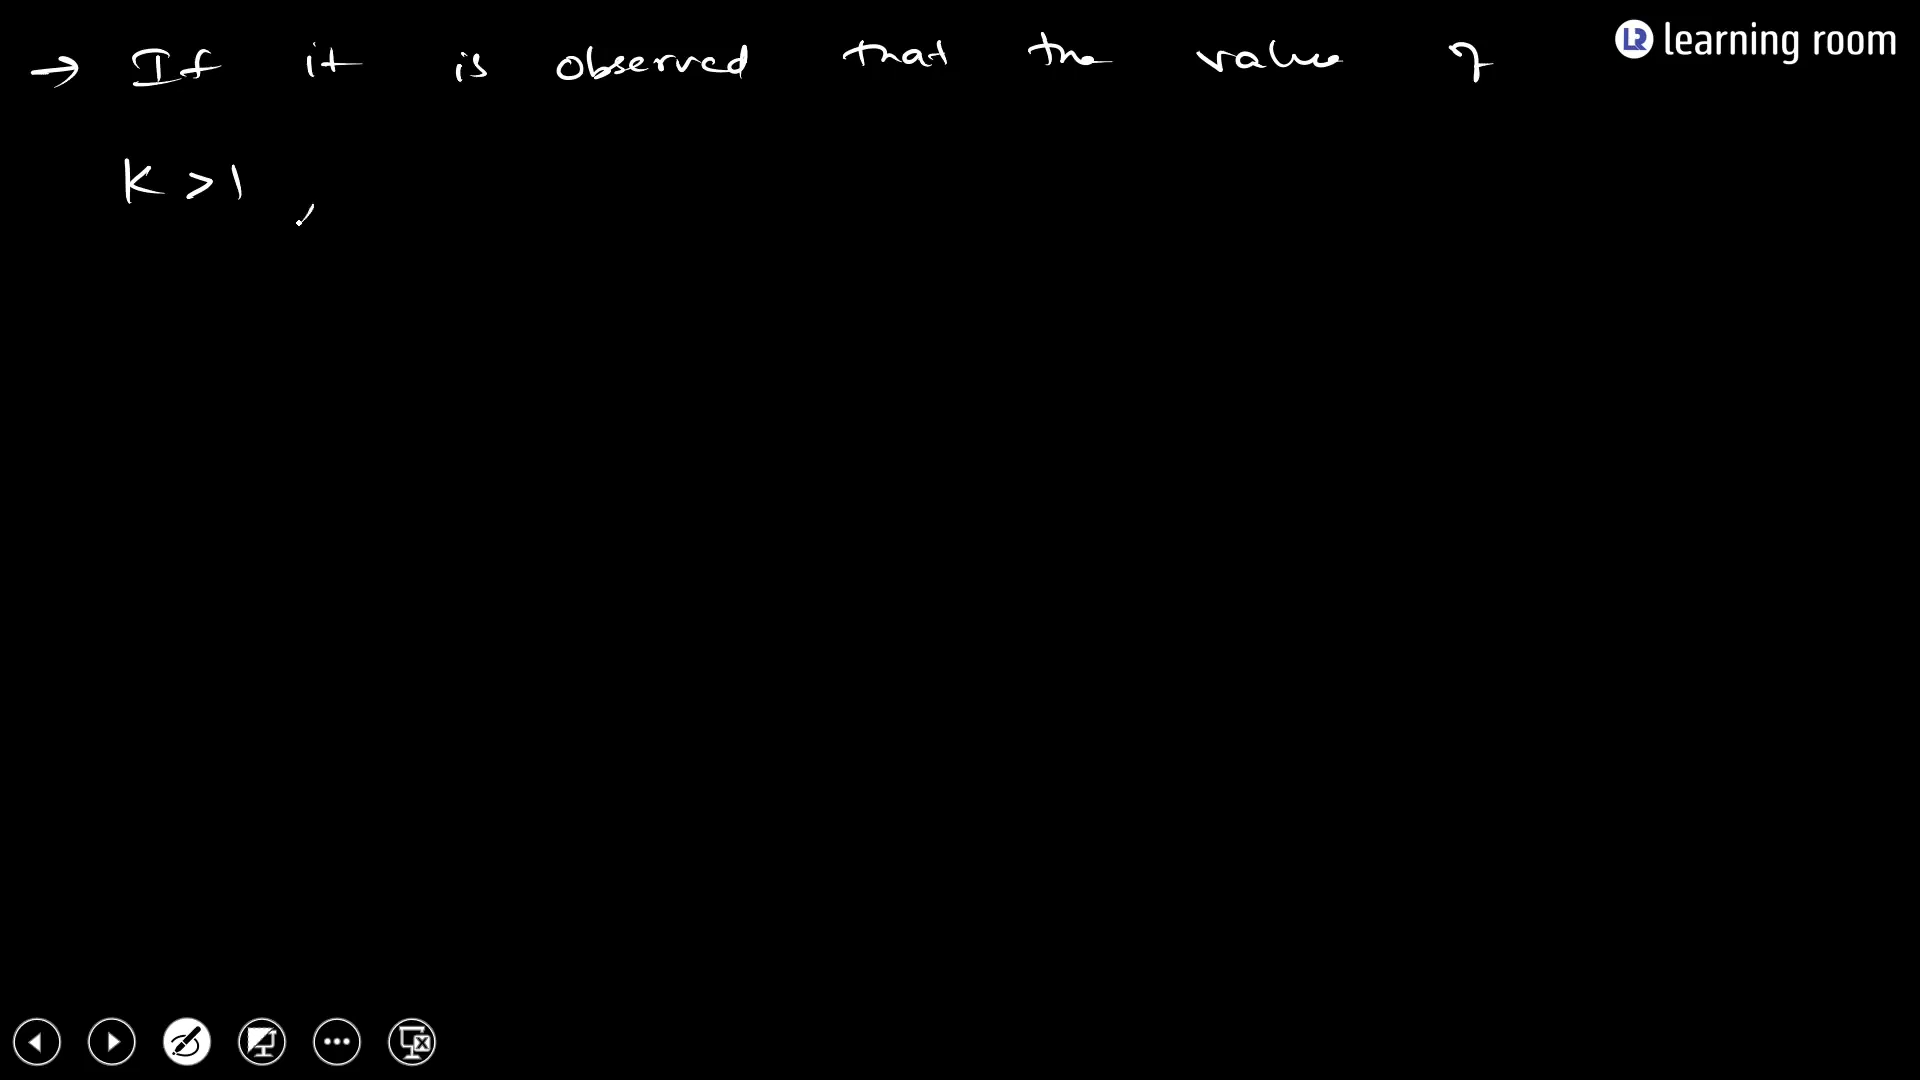 → If it is observed that the value of
learning room
K > 1 ,